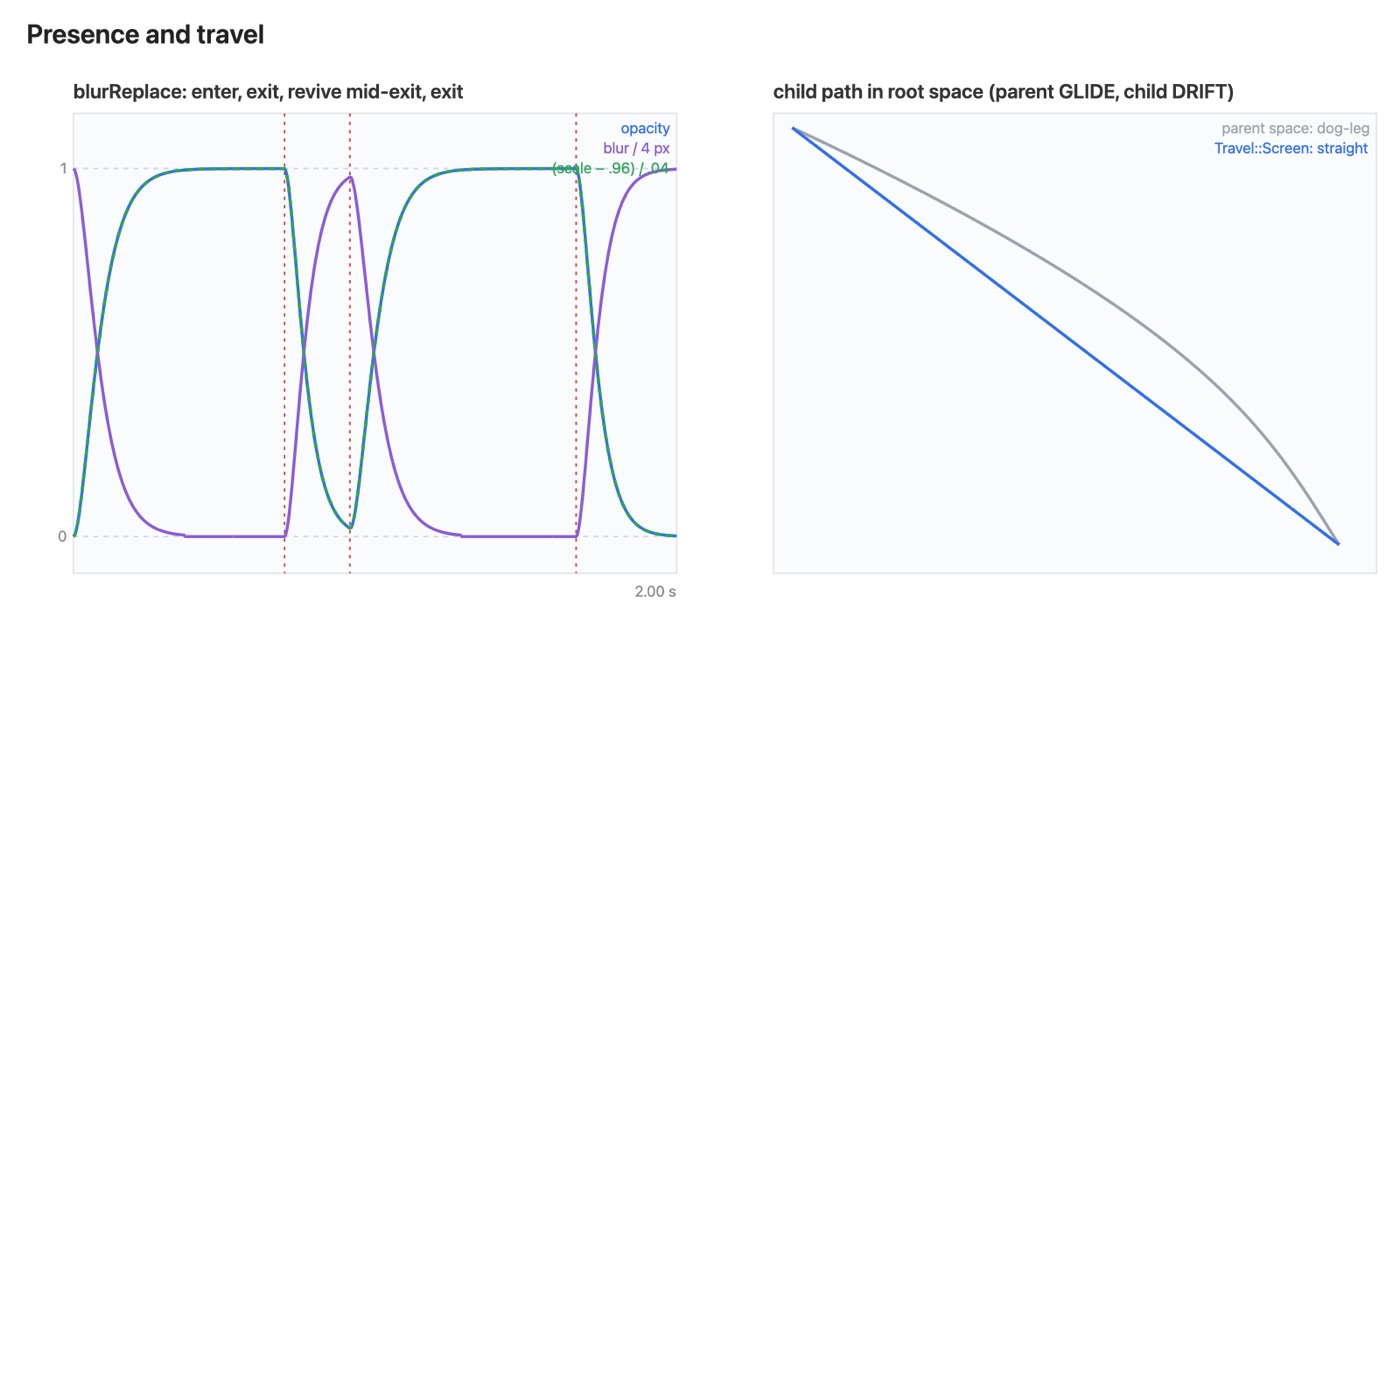 Presence and travel
blurReplace: enter, exit, revive mid-exit, exit
opacity
blur / 4 px
(scale – .96) / .04
1
0
2.00 s
child path in root space (parent GLIDE, child DRIFT)
parent space: dog-leg
Travel::Screen: straight